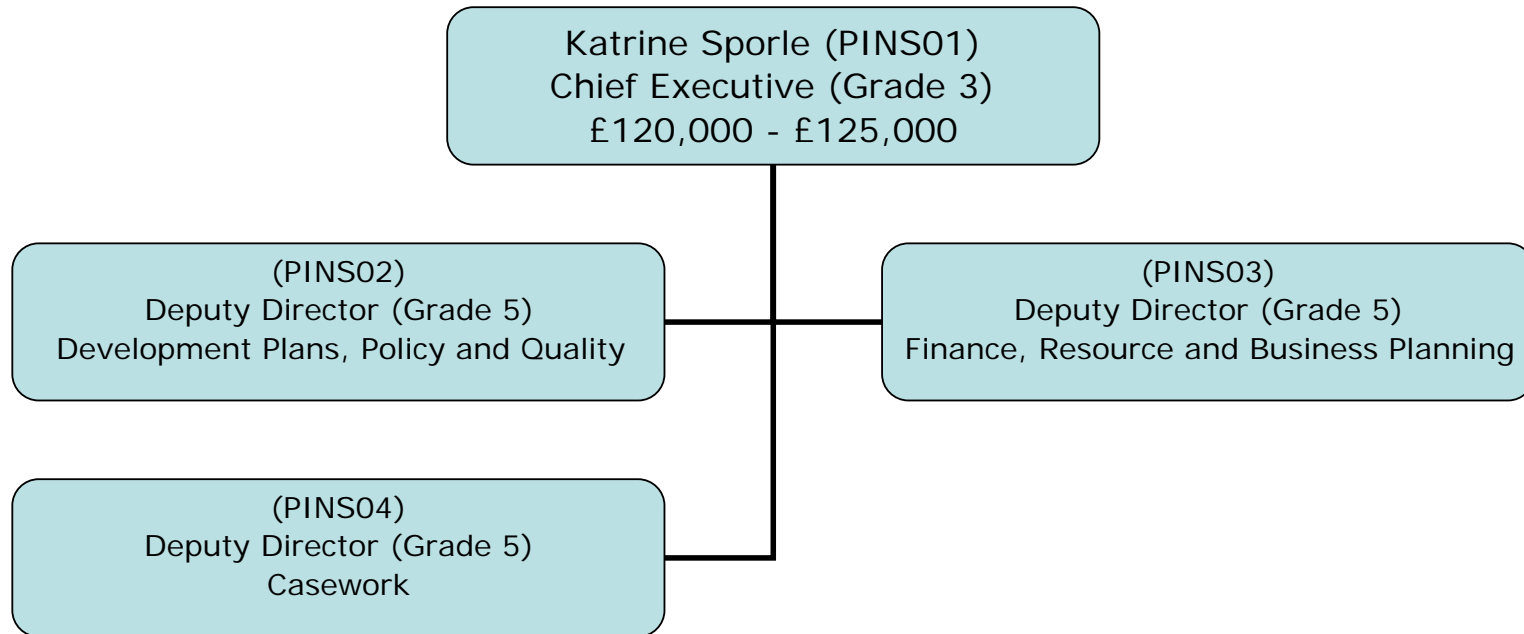 Katrine Sporle (PINS01)
Chief Executive (Grade 3)
£120,000 - £125,000
(PINS02)
Deputy Director (Grade 5)
Development Plans, Policy and Quality
(PINS03)
Deputy Director (Grade 5)
Finance, Resource and Business Planning
(PINS04)
Deputy Director (Grade 5)
Casework